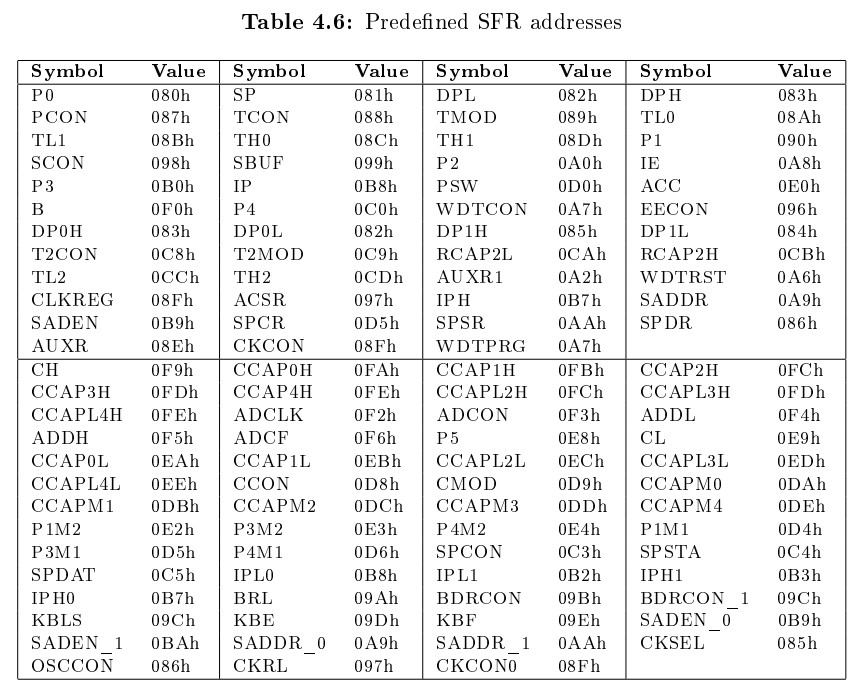 Table 4.6: Predefined SFR addresses
Symbol Value Symbol Value Symbol Value Symbol Value
P0 080h SP 081h DPL 082h DPH 083h
PCON 087h TCON 088h TMOD 089h TL0 08Ah
TL1 08Bh TH0 08Ch TH1 08Dh P1 090h
SCON 098h SBUF 099h P2 0A0h IE 0A8h
P3 0B0h IP 0B8h PSW 0D0h ACC 0E0h
B 0F0h P4 0C0h WDTCON 0A7h EECON 096h
DP0H 083h DP0L 082h DP1H 085h DP1L 084h
T2CON 0C8h T2MOD 0C9h RCAP2L 0CAh RCAP2H 0CBh
TL2 0CCh TH2 0CDh AUXR1 0A2h WDTRST 0A6h
CLKREG 08Fh ACSR 097h IPH 0B7h SADDR 0A9h
SADEN 0B9h SPCR 0D5h SPSR 0AAh SPDR 086h
AUXR 08Eh CKCON 08Fh WDTPRG 0A7h
CH 0F9h CCAP0H 0FAh CCAP1H 0FBh CCAP2H 0FCh
CCAP3H 0FDh CCAP4H 0FEh CCAPL2H 0FCh CCAPL3H 0FDh
CCAPL4H 0FEh ADCLK 0F2h ADCON 0F3h ADDL 0F4h
ADDH 0F5h ADCF 0F6h P5 0E8h CL 0E9h
CCAP0L 0EAh CCAP1L 0EBh CCAPL2L 0ECh CCAPL3L 0EDh
CCAPL4L 0EEh CCON 0D8h CMOD 0D9h CCAPM0 0DAh
CCAPM1 0DBh CCAPM2 0DCh CCAPM3 0DDh CCAPM4 0DEh
P1M2 0E2h P3M2 0E3h P4M2 0E4h P1M1 0D4h
P3M1 0D5h P4M1 0D6h SPCON 0C3h SPSTA 0C4h
SPDAT 0C5h IPL0 0B8h IPL1 0B2h IPH1 0B3h
IPH0 0B7h BRL 09Ah BDRCON 09Bh BDRCON_1 09Ch
KBLS 09Ch KBE 09Dh KBF 09Eh SADEN_0 0B9h
SADEN_1 0BAh SADDR_0 0A9h SADDR_1 0AAh CKSEL 085h
OSCCON 086h CKRL 097h CKCON0 08Fh